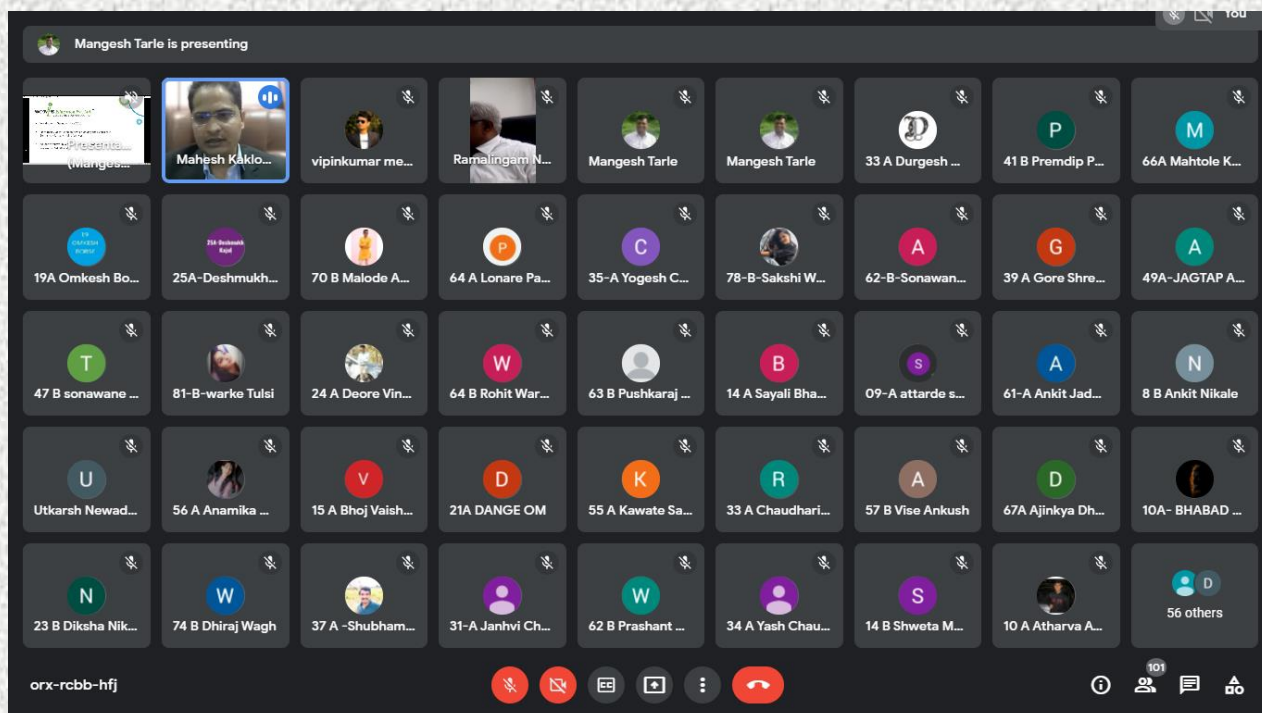 You
Mangesh Tarle is presenting
Presenta...
(Manges...
Mahesh Kaklo...
vipinkumar me...
Ramalingam N...
Mangesh Tarle
Mangesh Tarle
33 A Durgesh ...
P
41 B Premdip P...
M
66A Mahtole K...
19A Omkesh Bo...
25A-Deshmukh...
70 B Malode A...
P
64 A Lonare Pa...
C
35-A Yogesh C...
78-B-Sakshi W...
A
62-B-Sonawan...
G
39 A Gore Shre...
A
49A-JAGTAP A...
T
47 B sonawane ...
81-B-warke Tulsi
24 A Deore Vin...
W
64 B Rohit War...
63 B Pushkaraj ...
B
14 A Sayali Bha...
S
09-A attarde s...
A
61-A Ankit Jad...
N
8 B Ankit Nikale
U
Utkarsh Newad...
56 A Anamika ...
V
15 A Bhoj Vaish...
D
21A DANGE OM
K
55 A Kawate Sa...
R
33 A Chaudhari...
A
57 B Vise Ankush
D
67A Ajinkya Dh...
10A- BHABAD ...
N
23 B Diksha Nik...
W
74 B Dhiraj Wagh
37 A -Shubham...
31-A Janhvi Ch...
W
62 B Prashant ...
34 A Yash Chau...
S
14 B Shweta M...
10 A Atharva A...
D
56 others
orx-rcbb-hfj
CC
101